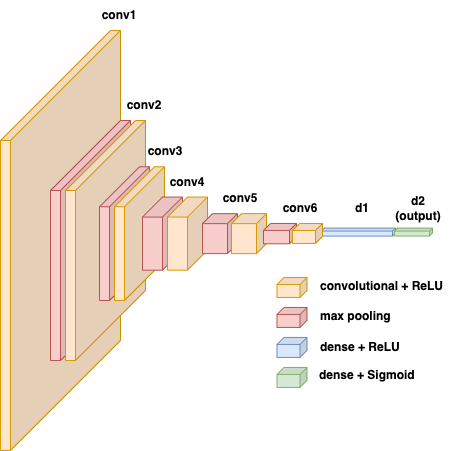 conv1
conv2
conv3
conv4
conv5
conv6
d1
d2
(output)
convolutional + ReLU
max pooling
dense + ReLU
dense + Sigmoid